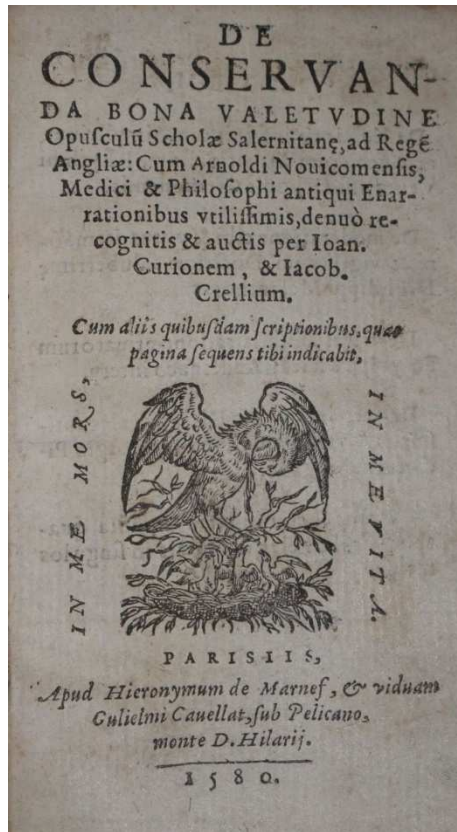 DE
CONSERVAN-
DA BONA VALETVDINE
Opuſculũ Scholæ Salernitanę, ad Regẽ
Angliæ: Cum Arnoldi Nouicomenſis,
Medici & Philoſophi antiqui Enar-
rationibus vtiliſſimis, denuò re-
cognitis & auctis per Ioan.
Curionem, & Iacob.
Crellium.
Cum aliis quibuſdam ſcriptionibus, quas
pagina ſequens tibi indicabit.
IN ME MORS,
IN ME VITA.
PARISIIS,
Apud Hieronymum de Marnef, & viduam
Gulielmi Cauellat, ſub Pelicano,
monte D. Hilarij.
1580.